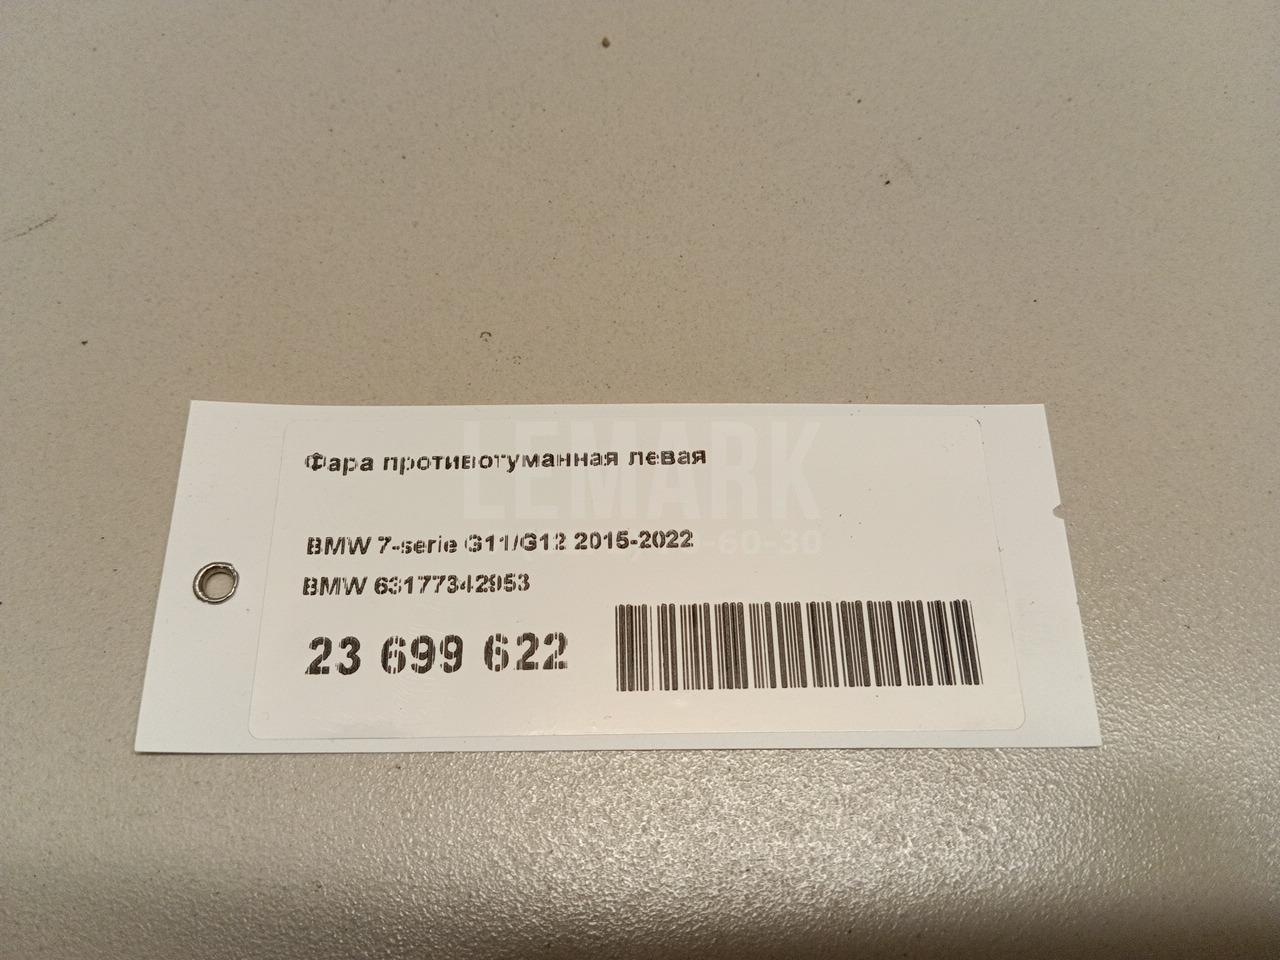 LEMARK
Фара противотуманная левая
BMW 7-serie G11/G12 2015-2022
-60-30
BMW 63177342953
23 699 622